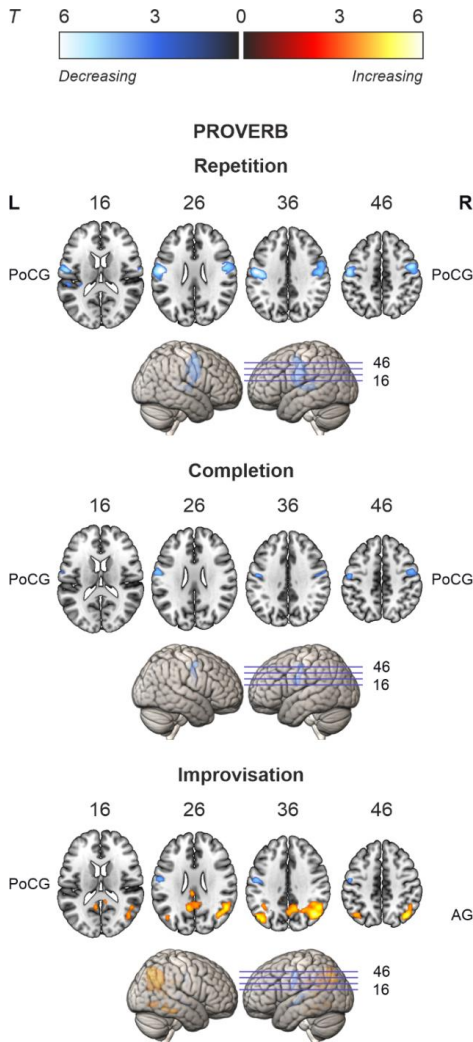 T 6 3 0 3 6
Decreasing Increasing
PROVERB
Repetition
L 16 26 36 46 R
PoCG PoCG
46
16
Completion
16 26 36 46
PoCG PoCG
46
16
Improvisation
16 26 36 46
PoCG AG
46
16